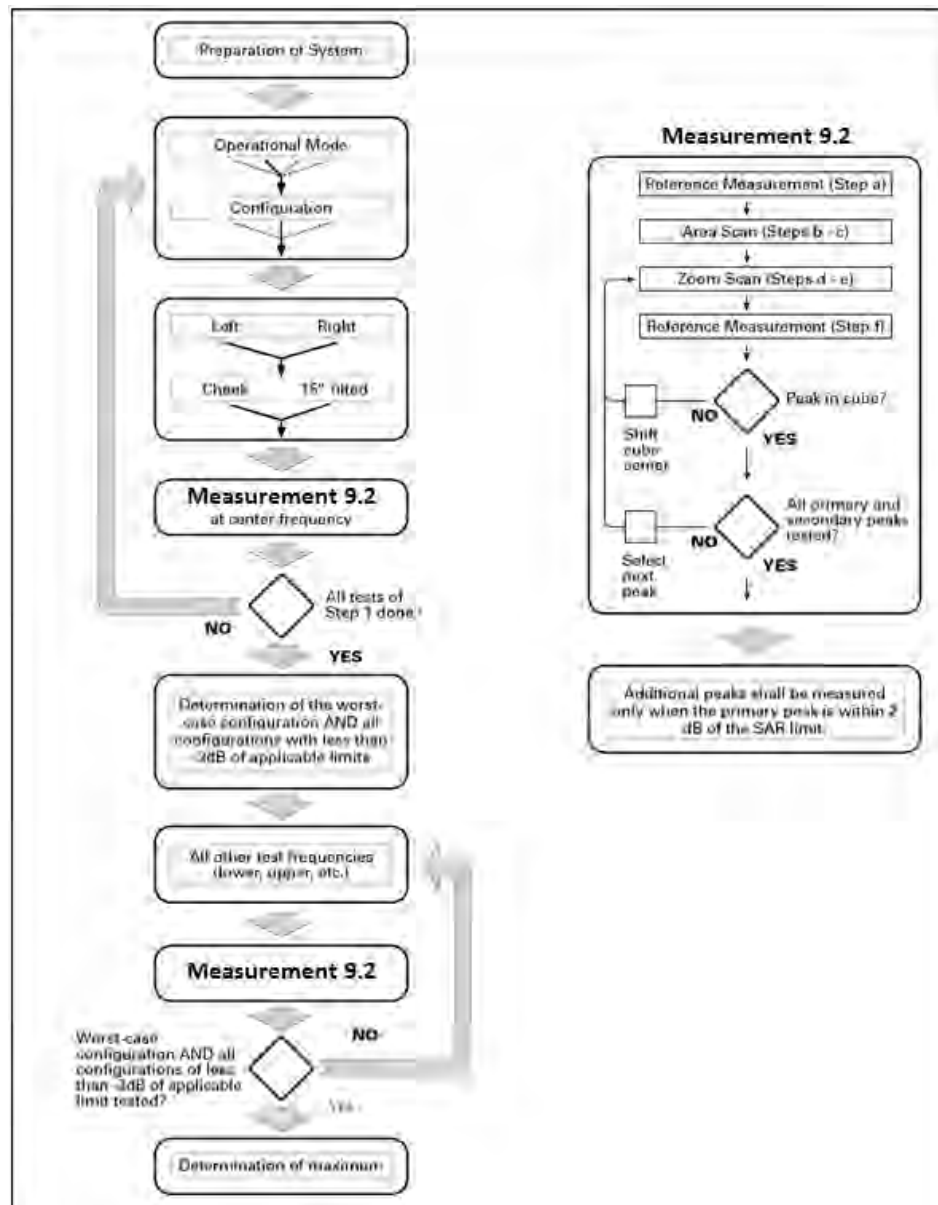 Preparation of System
Operational Mode
Configuration
Left Right
Cheek 15° tilted
Measurement 9.2
at center frequency
All tests of
Step 1 done?
NO
YES
Determination of the worst-
case configuration AND all
configurations with less than
-3dB of applicable limits
All other test frequencies
(lower, upper, etc.)
Measurement 9.2
NO
Worst-case
configuration AND all
configurations of less
than -3dB of applicable
limit tested?
YES
Determination of maximum
Measurement 9.2
Reference Measurement (Step a)
Area Scan (Steps b - c)
Zoom Scan (Steps d - e)
Reference Measurement (Step f)
Peak in cube?
NO
YES
Shift
cube
center
All primary and
secondary peaks
tested?
NO
YES
Select
next
peak
Additional peaks shall be measured
only when the primary peak is within 2
dB of the SAR limit.